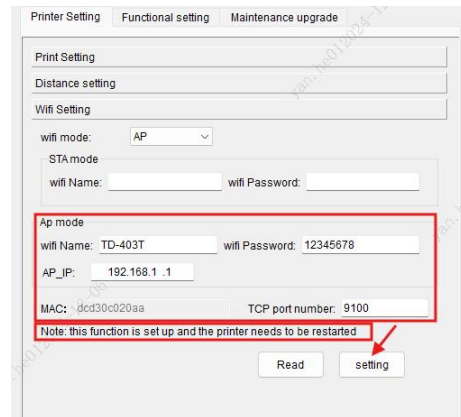 Printer Setting Functional setting Maintenance upgrade
Print Setting
Distance setting
Wifi Setting
wifi mode: AP
STA mode
wifi Name: wifi Password:
Ap mode
wifi Name: TD-403T wifi Password: 12345678
AP_IP: 192.168.1 .1
MAC: dcd30c020aa TCP port number: 9100
Note: this function is set up and the printer needs to be restarted
Read setting